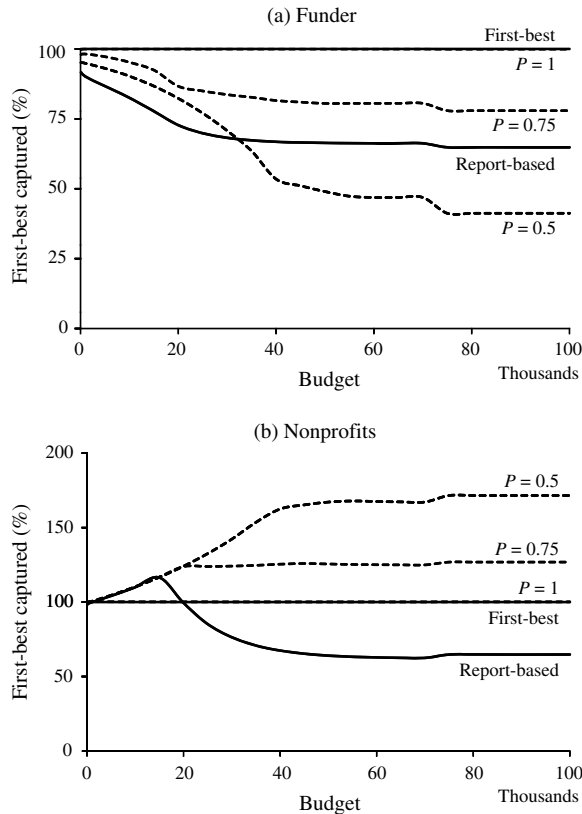 (a) Funder
First-best captured (%)
100
75
50
25
0
First-best
P = 1
P = 0.75
Report-based
P = 0.5
0 20 40 60 80 100
Budget
Thousands
(b) Nonprofits
First-best captured (%)
200
150
100
50
0
P = 0.5
P = 0.75
P = 1
First-best
Report-based
0 20 40 60 80 100
Budget
Thousands